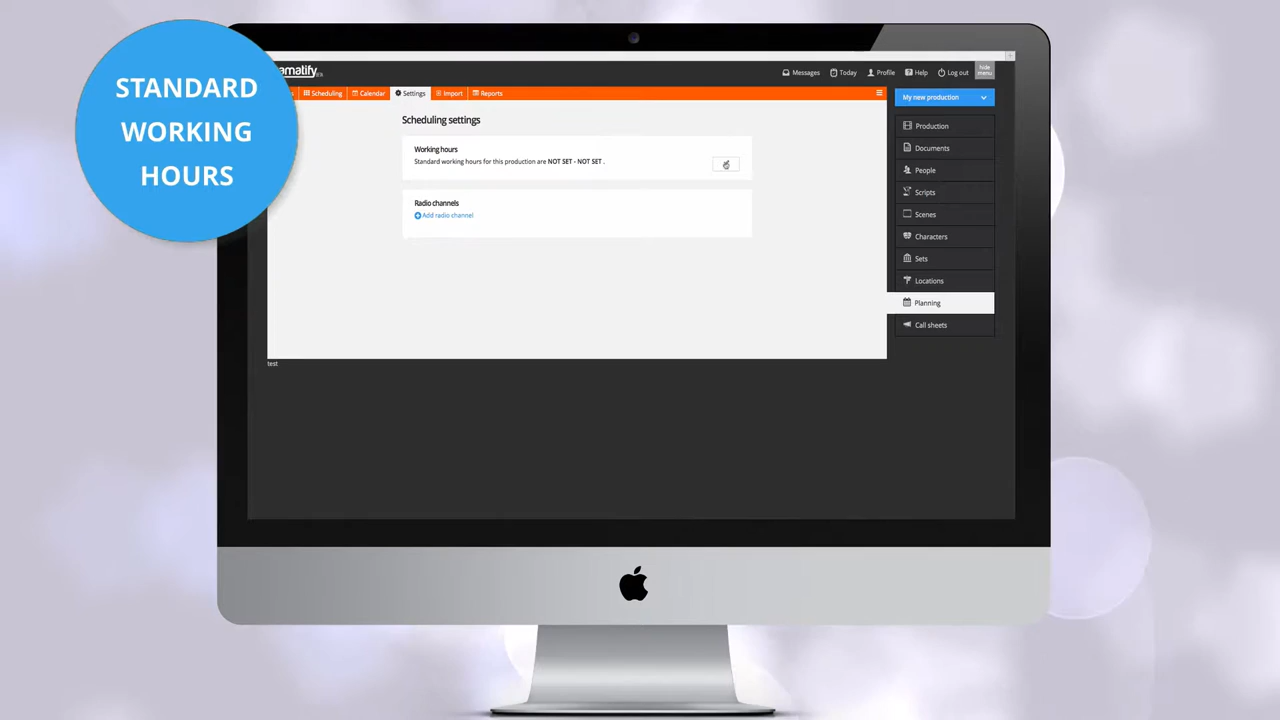 STANDARD
WORKING
HOURS
Messages Today Profile Help Log out hide menu
Scheduling Calendar Settings Import Reports
My new production
Scheduling settings
Working hours
Standard working hours for this production are NOT SET - NOT SET .
Radio channels
Add radio channel
Production
Documents
People
Scripts
Scenes
Characters
Sets
Locations
Planning
Call sheets
test